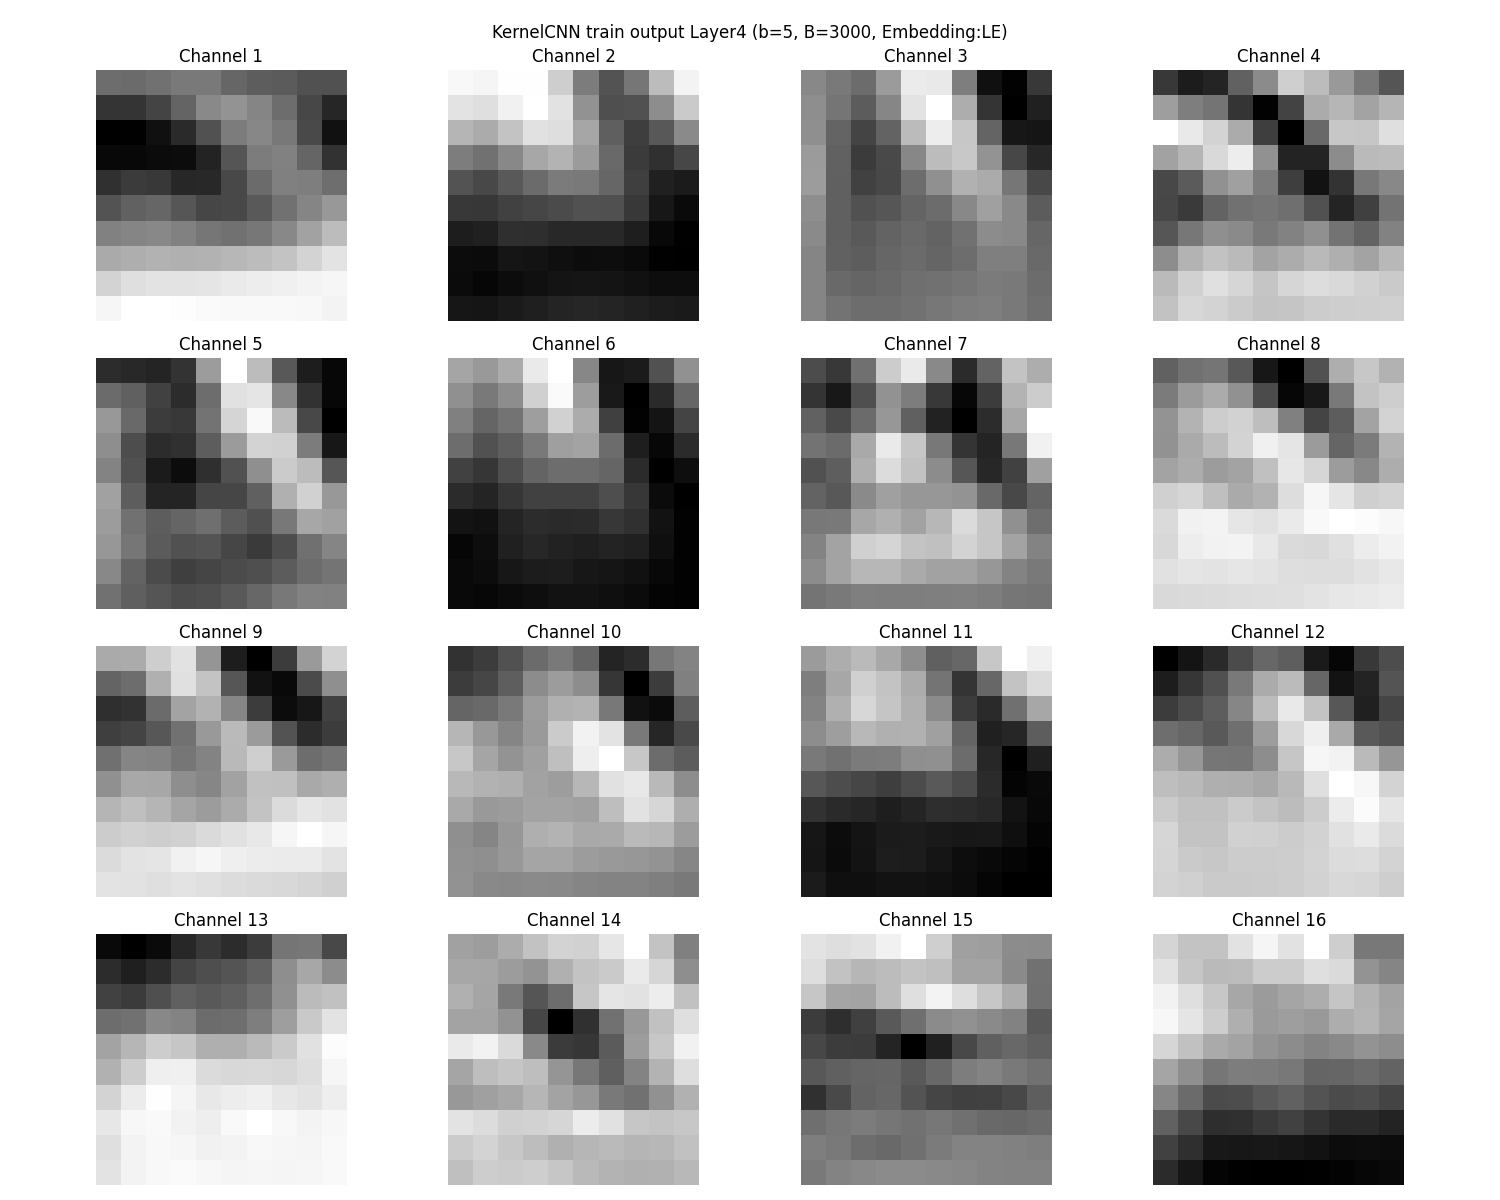 KernelCNN train output Layer4 (b=5, B=3000, Embedding:LE)
Channel 1
Channel 2
Channel 3
Channel 4
Channel 5
Channel 6
Channel 7
Channel 8
Channel 9
Channel 10
Channel 11
Channel 12
Channel 13
Channel 14
Channel 15
Channel 16